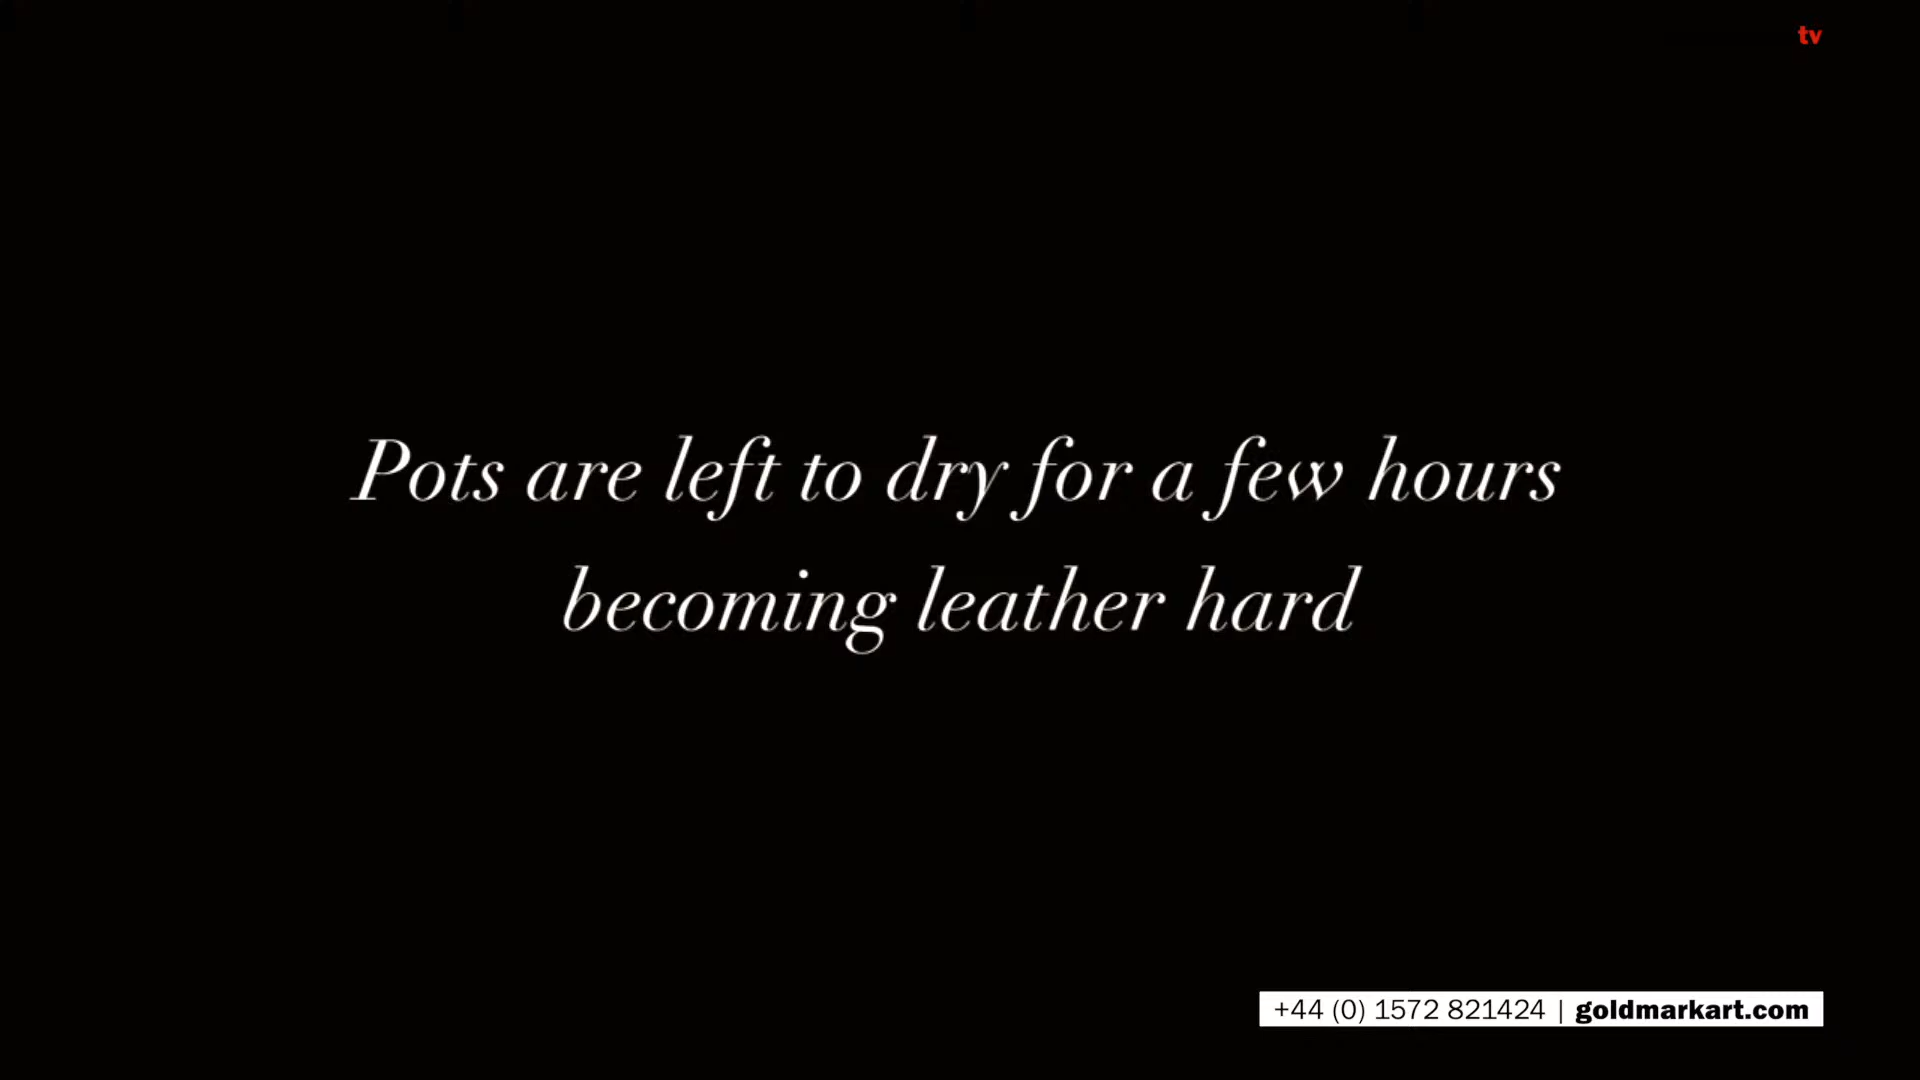 tv
Pots are left to dry for a few hours
becoming leather hard
+44 (0) 1572 821424 | goldmarkart.com